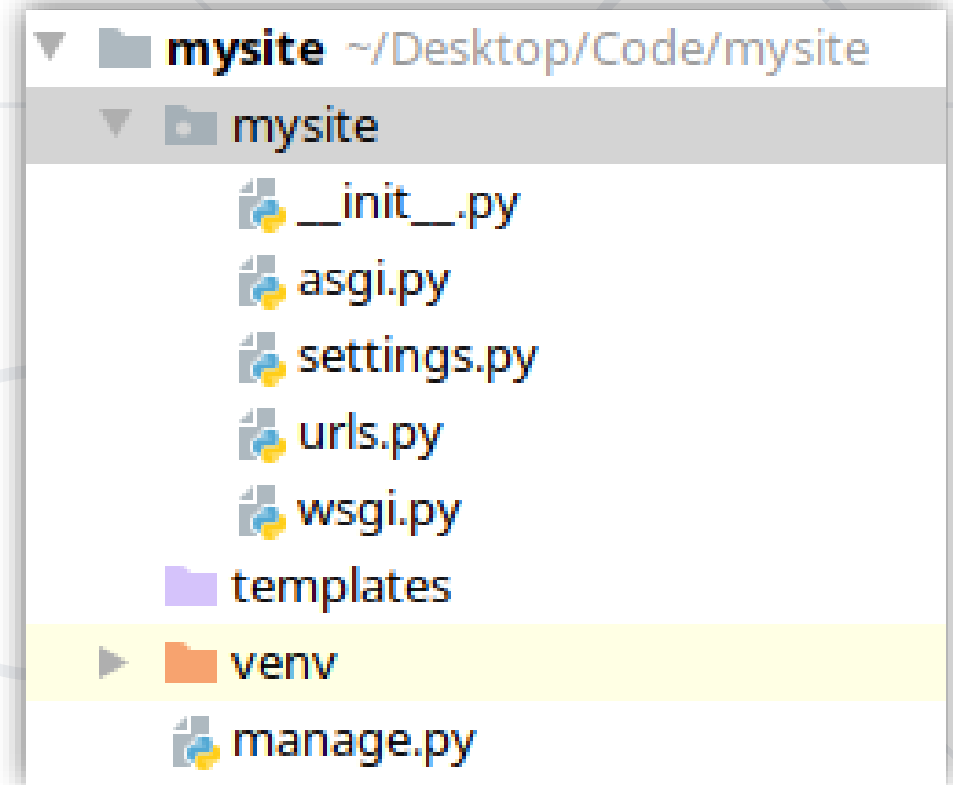 mysite ~/Desktop/Code/mysite
mysite
__init__.py
asgi.py
settings.py
urls.py
wsgi.py
templates
venv
manage.py